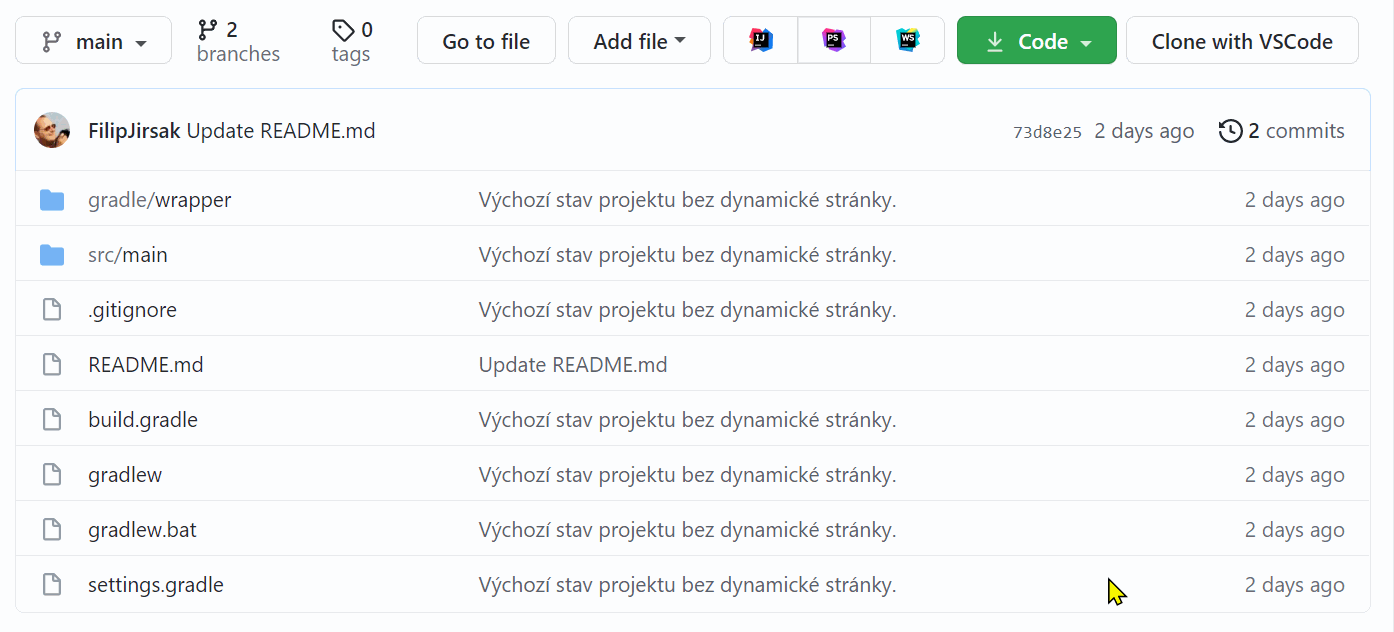 main 2 branches 0 tags Go to file Add file IJ PS WS Code Clone with VSCode
FilipJirsak Update README.md 73d8e25 2 days ago 2 commits
gradle/wrapper Výchozí stav projektu bez dynamické stránky. 2 days ago
src/main Výchozí stav projektu bez dynamické stránky. 2 days ago
.gitignore Výchozí stav projektu bez dynamické stránky. 2 days ago
README.md Update README.md 2 days ago
build.gradle Výchozí stav projektu bez dynamické stránky. 2 days ago
gradlew Výchozí stav projektu bez dynamické stránky. 2 days ago
gradlew.bat Výchozí stav projektu bez dynamické stránky. 2 days ago
settings.gradle Výchozí stav projektu bez dynamické stránky. 2 days ago